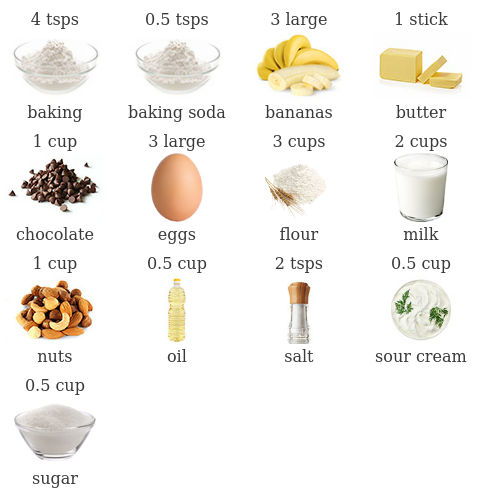 4 tsps
0.5 tsps
3 large
1 stick
baking
baking soda
bananas
butter
1 cup
3 large
3 cups
2 cups
chocolate
eggs
flour
milk
1 cup
0.5 cup
2 tsps
0.5 cup
nuts
oil
salt
sour cream
0.5 cup
sugar